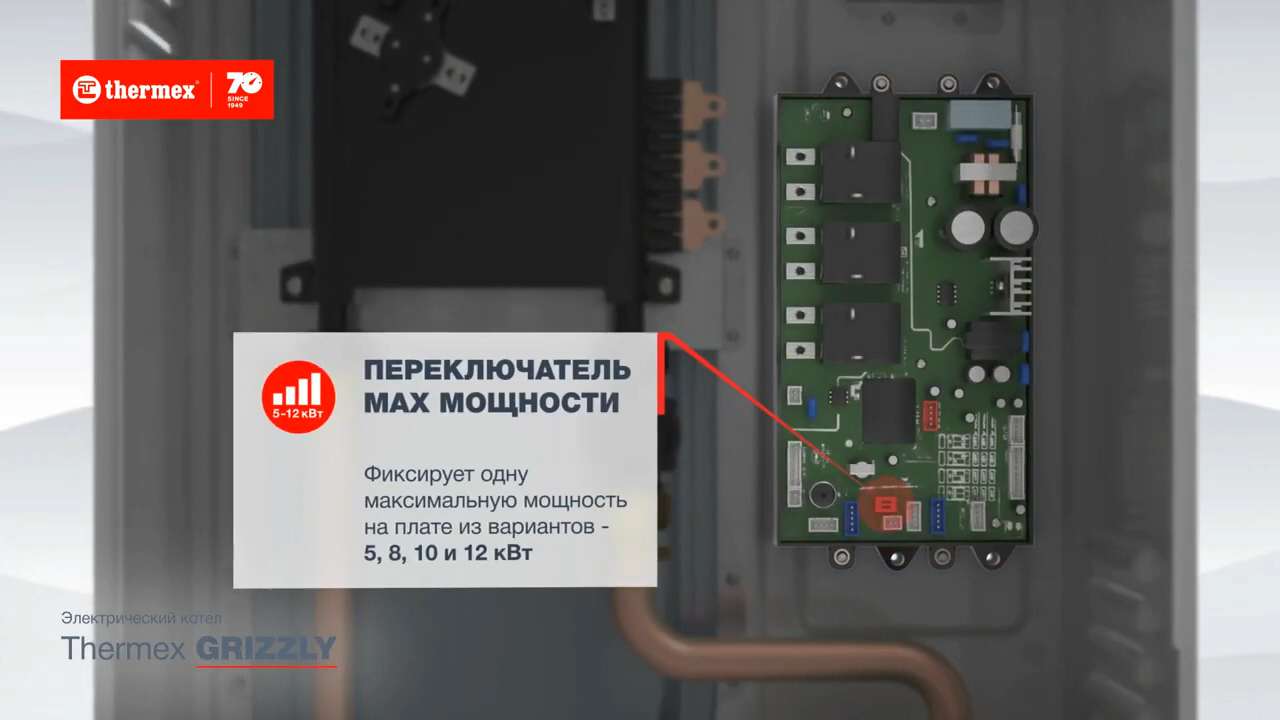 thermex
70
SINCE
1949
5-12 кВт
ПЕРЕКЛЮЧАТЕЛЬ
MAX МОЩНОСТИ
Фиксирует одну
максимальную мощность
на плате из вариантов -
5, 8, 10 и 12 кВт
Электрический котел
Thermex GRIZZLY